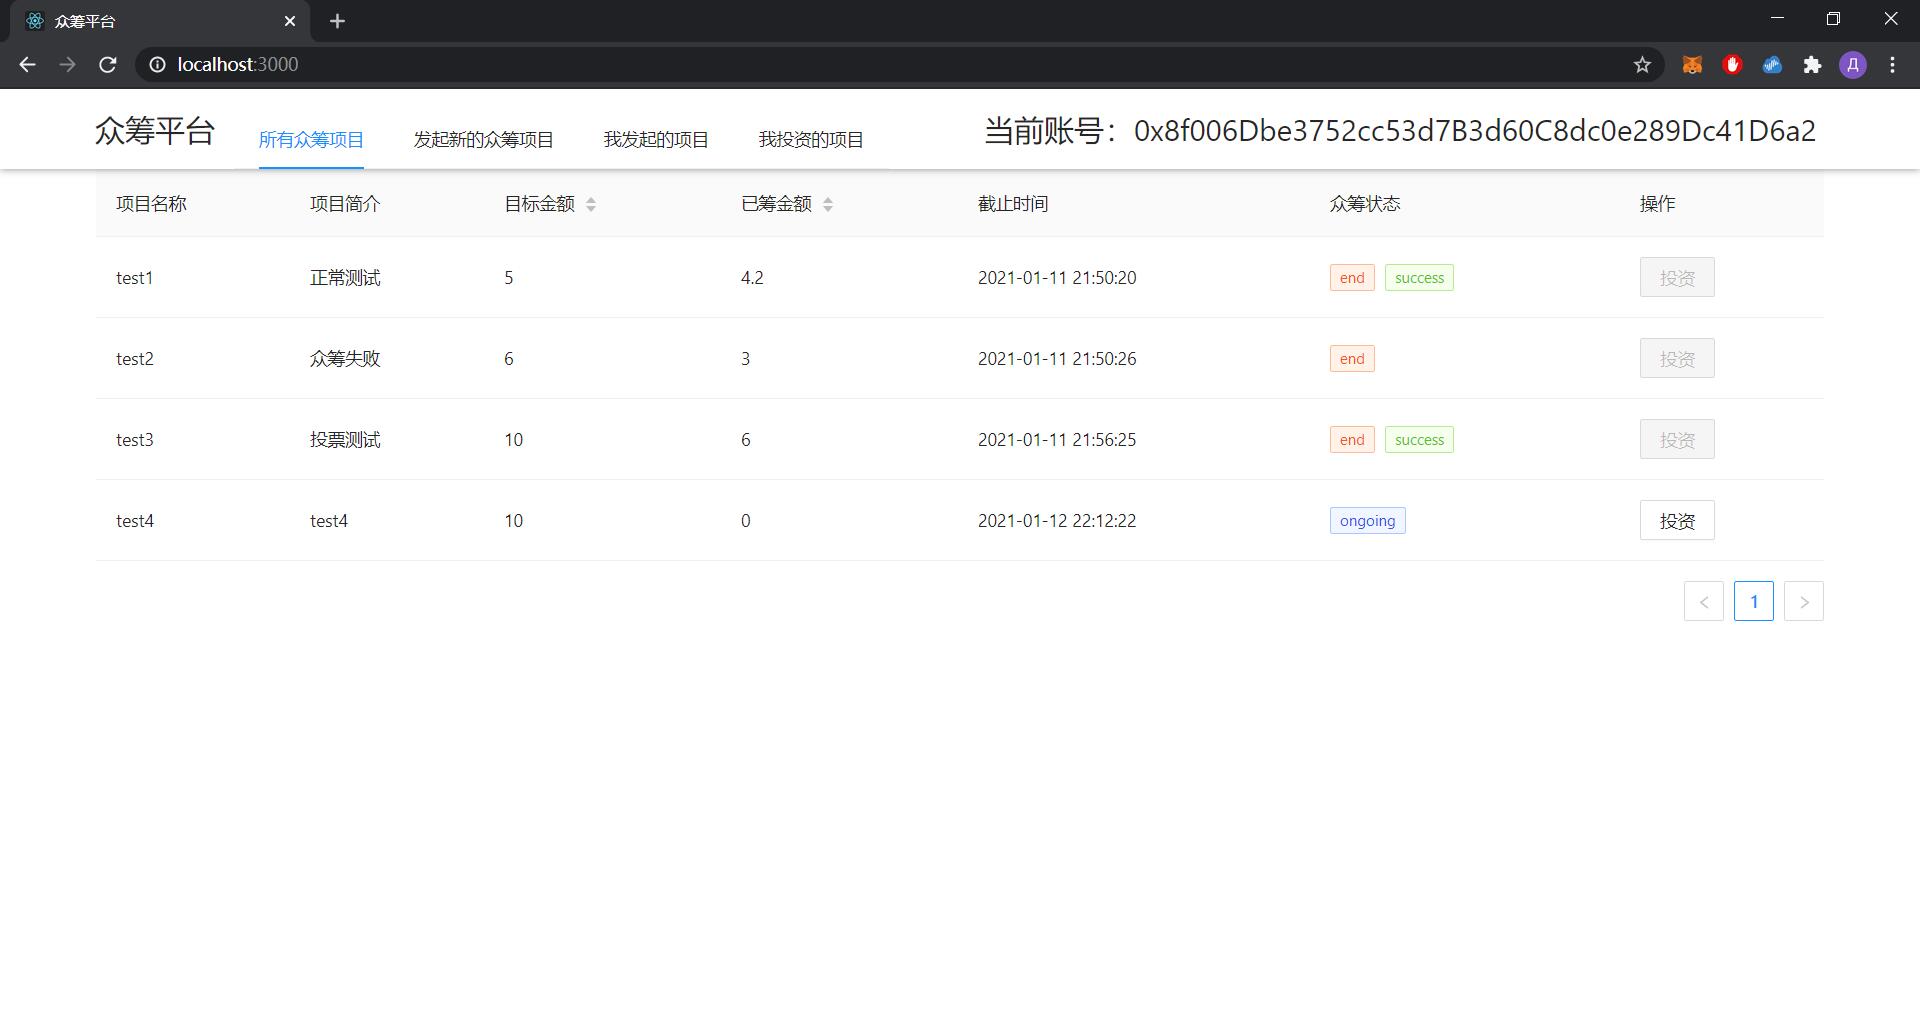 众筹平台
localhost:3000
Д
众筹平台 所有众筹项目 发起新的众筹项目 我发起的项目 我投资的项目 当前账号：0x8f006Dbe3752cc53d7B3d60C8dc0e289Dc41D6a2
项目名称 项目简介 目标金额 已筹金额 截止时间 众筹状态 操作
test1 正常测试 5 4.2 2021-01-11 21:50:20 end success 投资
test2 众筹失败 6 3 2021-01-11 21:50:26 end 投资
test3 投票测试 10 6 2021-01-11 21:56:25 end success 投资
test4 test4 10 0 2021-01-12 22:12:22 ongoing 投资
< 1 >